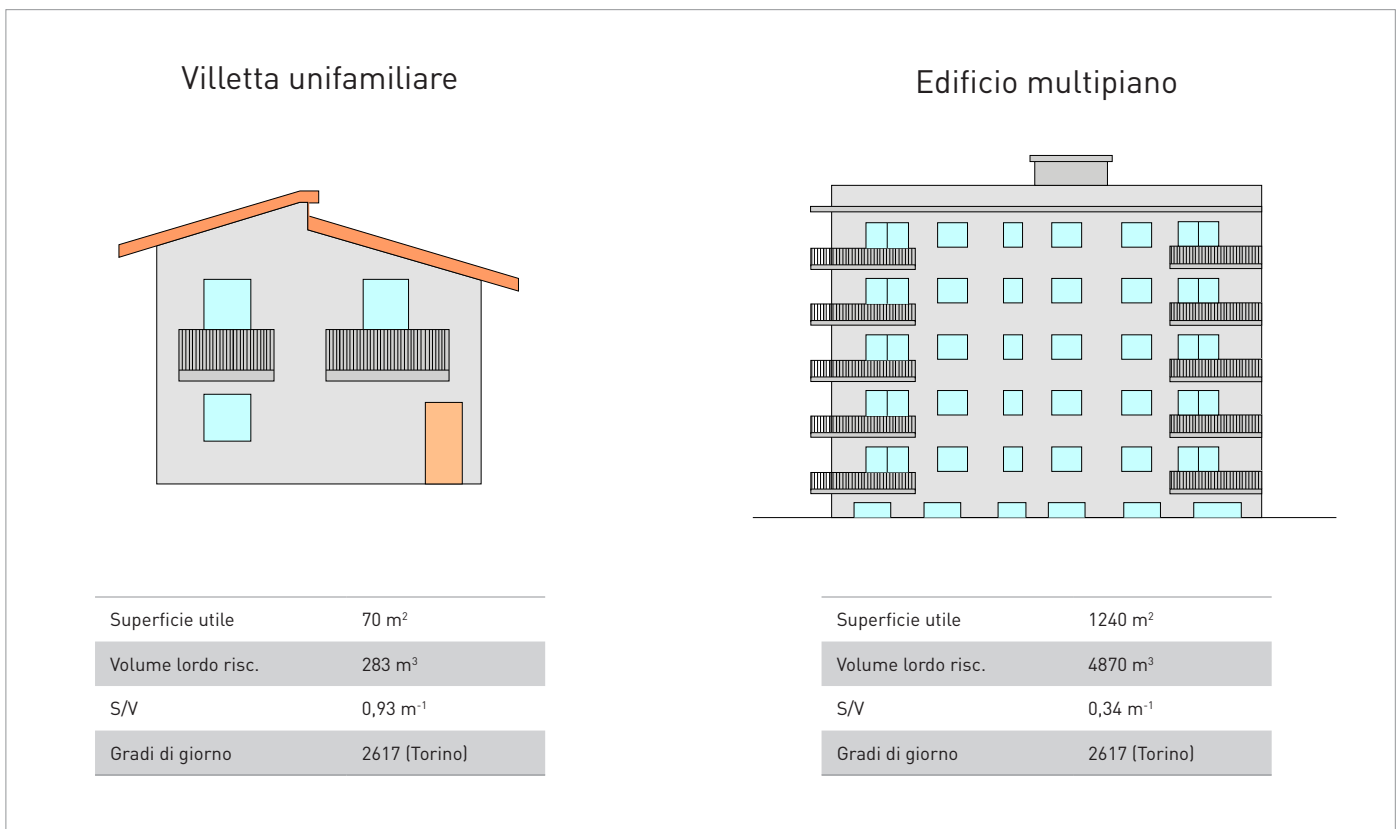 Villetta unifamiliare
Superficie utile 70 m²
Volume lordo risc. 283 m³
S/V 0,93 m⁻¹
Gradi di giorno 2617 (Torino)
Edificio multipiano
Superficie utile 1240 m²
Volume lordo risc. 4870 m³
S/V 0,34 m⁻¹
Gradi di giorno 2617 (Torino)